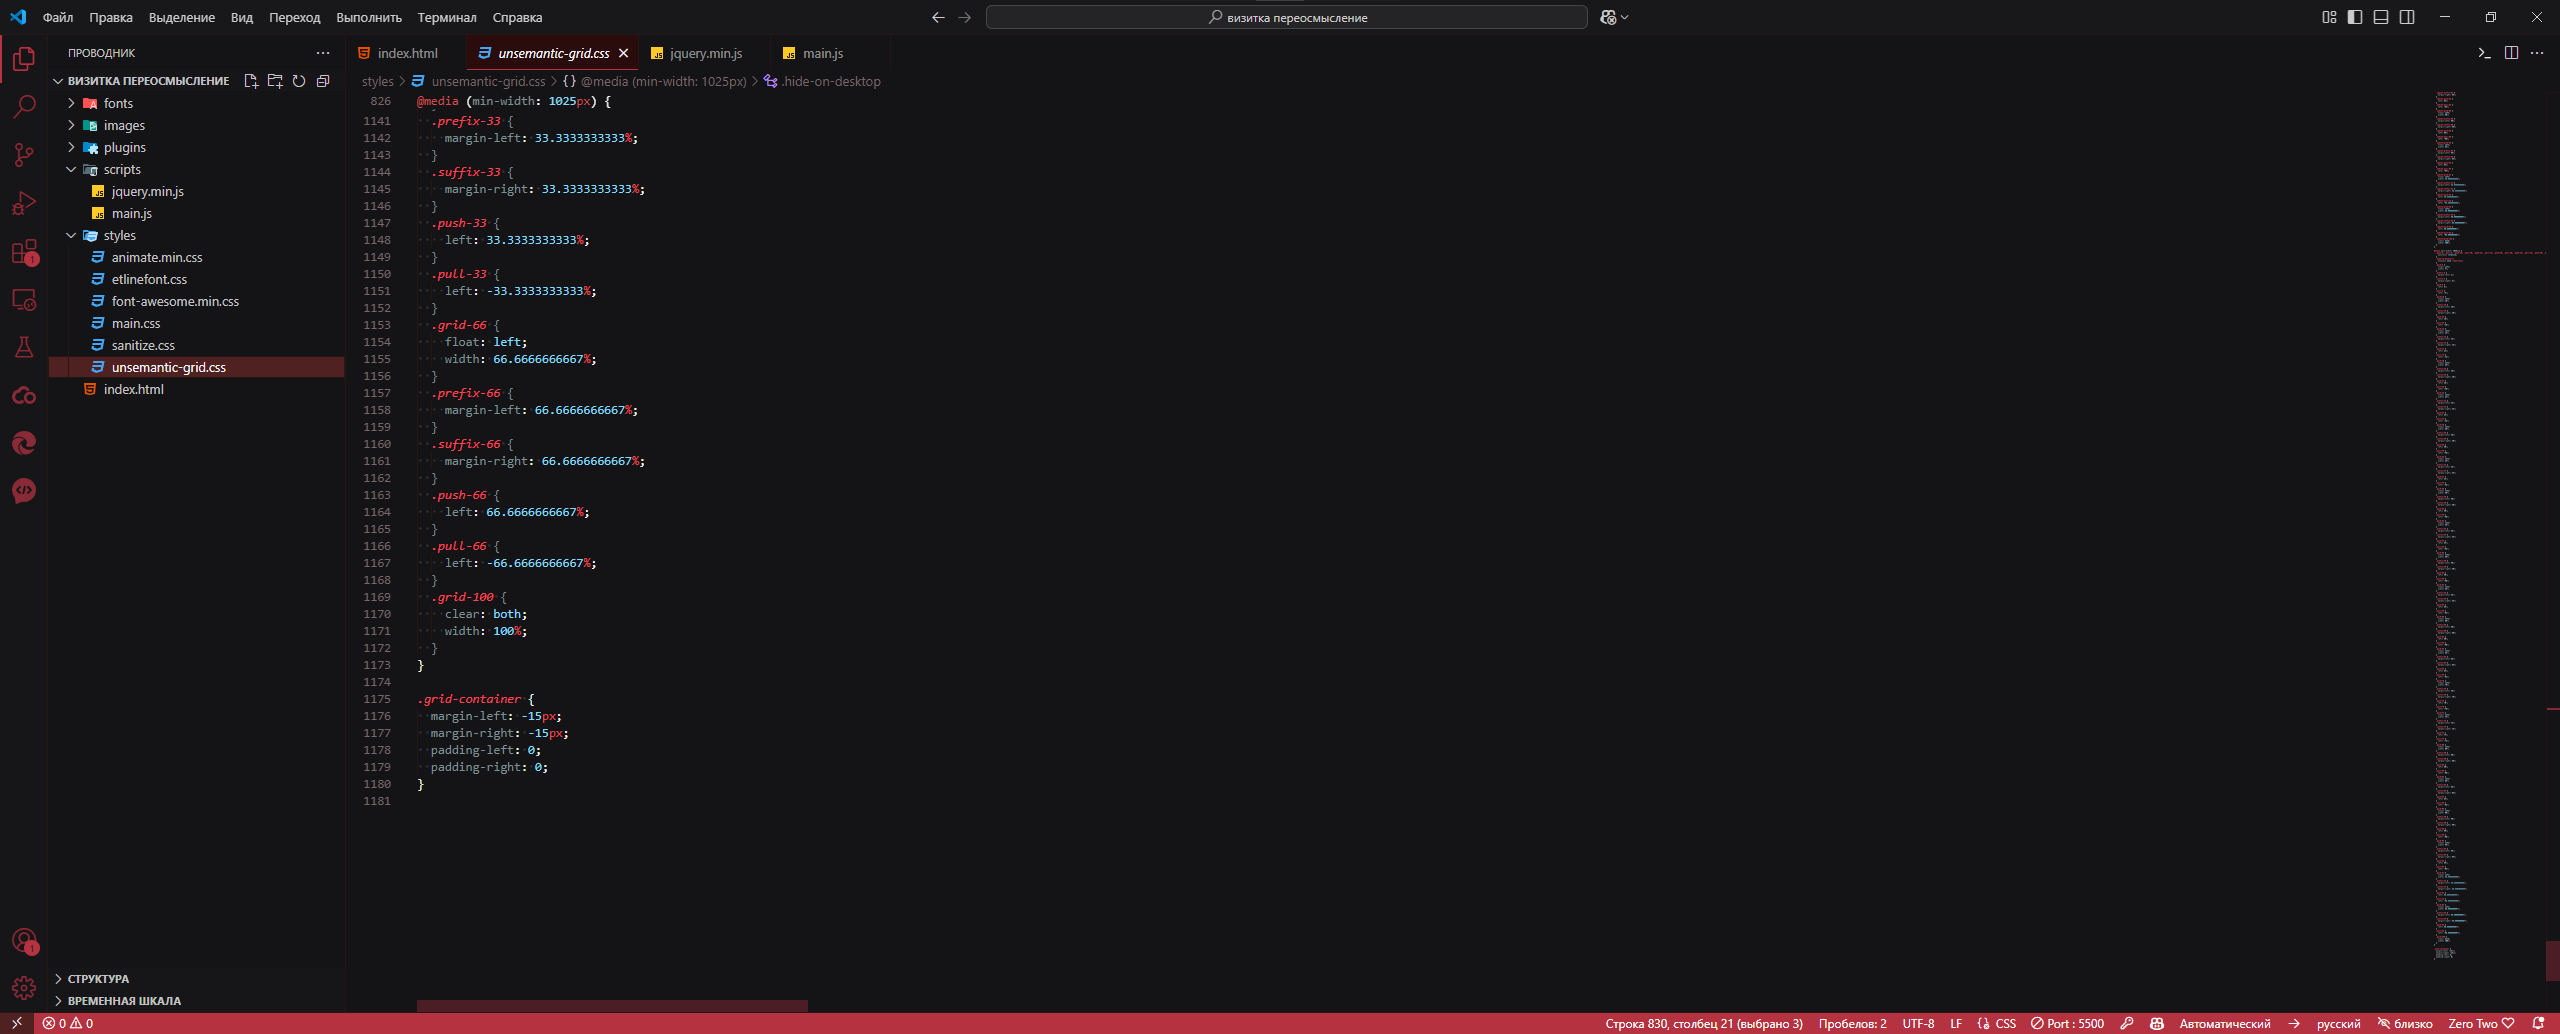 Файл Правка Выделение Вид Переход Выполнить Терминал Справка
визитка переосмысление
ПРОВОДНИК
index.html unsemantic-grid.css jquery.min.js main.js
ВИЗИТКА ПЕРЕОСМЫСЛЕНИЕ
styles > unsemantic-grid.css > {} @media (min-width: 1025px) > .hide-on-desktop
fonts
images
plugins
scripts
jquery.min.js
main.js
styles
animate.min.css
etlinefont.css
font-awesome.min.css
main.css
sanitize.css
unsemantic-grid.css
index.html
826 @media (min-width: 1025px) {
1141 .prefix-33 {
1142 margin-left: 33.3333333333%;
1143 }
1144 .suffix-33 {
1145 margin-right: 33.3333333333%;
1146 }
1147 .push-33 {
1148 left: 33.3333333333%;
1149 }
1150 .pull-33 {
1151 left: -33.3333333333%;
1152 }
1153 .grid-66 {
1154 float: left;
1155 width: 66.6666666667%;
1156 }
1157 .prefix-66 {
1158 margin-left: 66.6666666667%;
1159 }
1160 .suffix-66 {
1161 margin-right: 66.6666666667%;
1162 }
1163 .push-66 {
1164 left: 66.6666666667%;
1165 }
1166 .pull-66 {
1167 left: -66.6666666667%;
1168 }
1169 .grid-100 {
1170 clear: both;
1171 width: 100%;
1172 }
1173 }
1174
1175 .grid-container {
1176 margin-left: -15px;
1177 margin-right: -15px;
1178 padding-left: 0;
1179 padding-right: 0;
1180 }
1181
1
1
СТРУКТУРА
ВРЕМЕННАЯ ШКАЛА
0 0
Строка 830, столбец 21 (выбрано 3) Пробелов: 2 UTF-8 LF {} CSS Port : 5500 Автоматический → русский близко Zero Two ♡